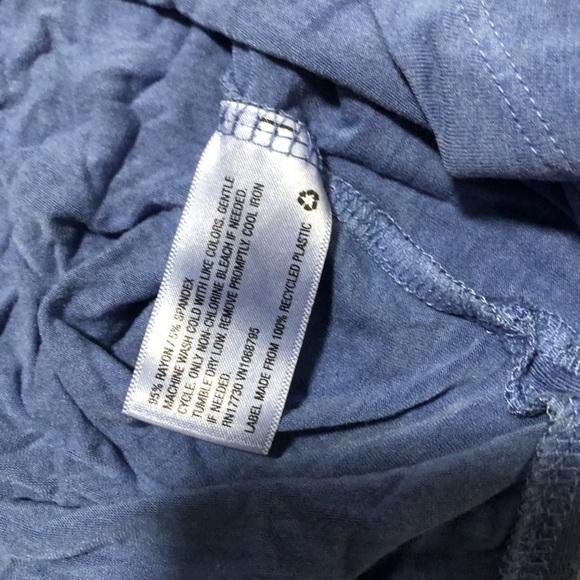 95% RAYON / 5% SPANDEX
MACHINE WASH COLD WITH LIKE COLORS. GENTLE
CYCLE. ONLY NON-CHLORINE BLEACH IF NEEDED.
TUMBLE DRY LOW. REMOVE PROMPTLY. COOL IRON
IF NEEDED.
RN17730 VN1068795
LABEL MADE FROM 100% RECYCLED PLASTIC